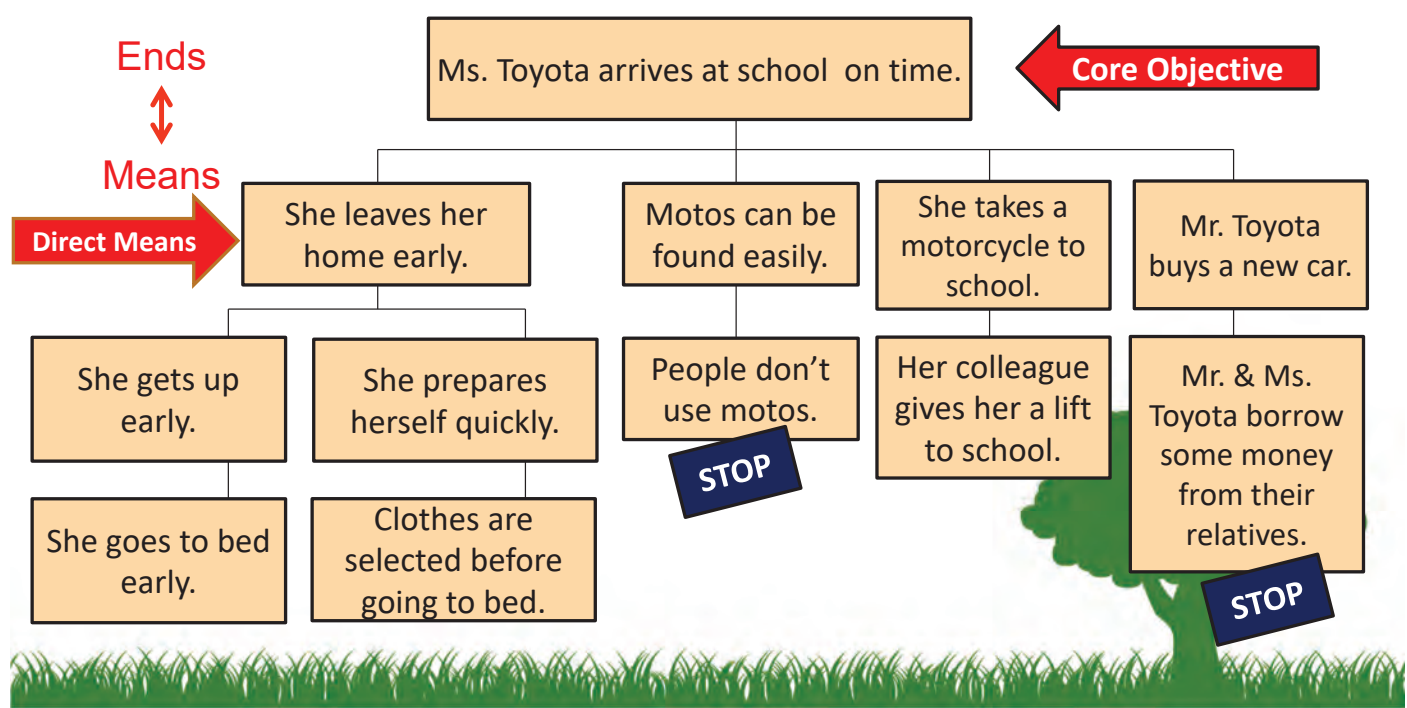 Ends
Means
Ms. Toyota arrives at school on time.
Core Objective
Direct Means
She leaves her
home early.
Motos can be
found easily.
She takes a
motorcycle to
school.
Mr. Toyota
buys a new car.
She gets up
early.
She prepares
herself quickly.
People don’t
use motos.
STOP
Her colleague
gives her a lift
to school.
Mr. & Ms.
Toyota borrow
some money
from their
relatives.
STOP
She goes to bed
early.
Clothes are
selected before
going to bed.